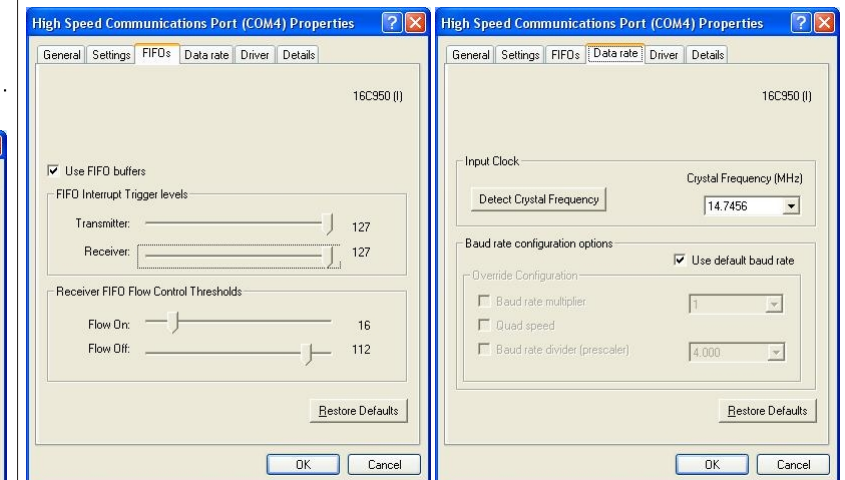 High Speed Communications Port (COM4) Properties
General Settings FIFOs Data rate Driver Details
16C950 (I)
Use FIFO buffers
FIFO Interrupt Trigger levels
Transmitter: 127
Receiver: 127
Receiver FIFO Flow Control Thresholds
Flow On: 16
Flow Off: 112
Restore Defaults
OK Cancel
High Speed Communications Port (COM4) Properties
General Settings FIFOs Data rate Driver Details
16C950 (I)
Input Clock
Crystal Frequency (MHz)
Detect Crystal Frequency 14.7456
Baud rate configuration options
Use default baud rate
Override Configuration
Baud rate multiplier 1
Quad speed
Baud rate divider (prescaler) 4.000
Restore Defaults
OK Cancel